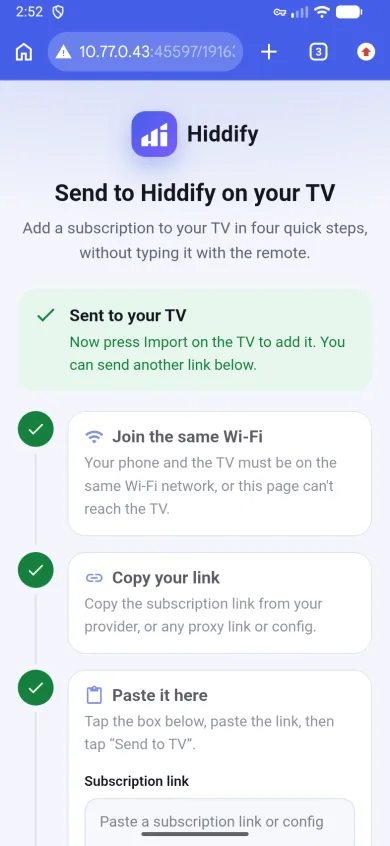 2:52
10.77.0.43:45597/19163
3
Hiddify
Send to Hiddify on your TV
Add a subscription to your TV in four quick steps,
without typing it with the remote.
Sent to your TV
Now press Import on the TV to add it. You
can send another link below.
Join the same Wi-Fi
Your phone and the TV must be on the
same Wi-Fi network, or this page can't
reach the TV.
Copy your link
Copy the subscription link from your
provider, or any proxy link or config.
Paste it here
Tap the box below, paste the link, then
tap “Send to TV”.
Subscription link
Paste a subscription link or config